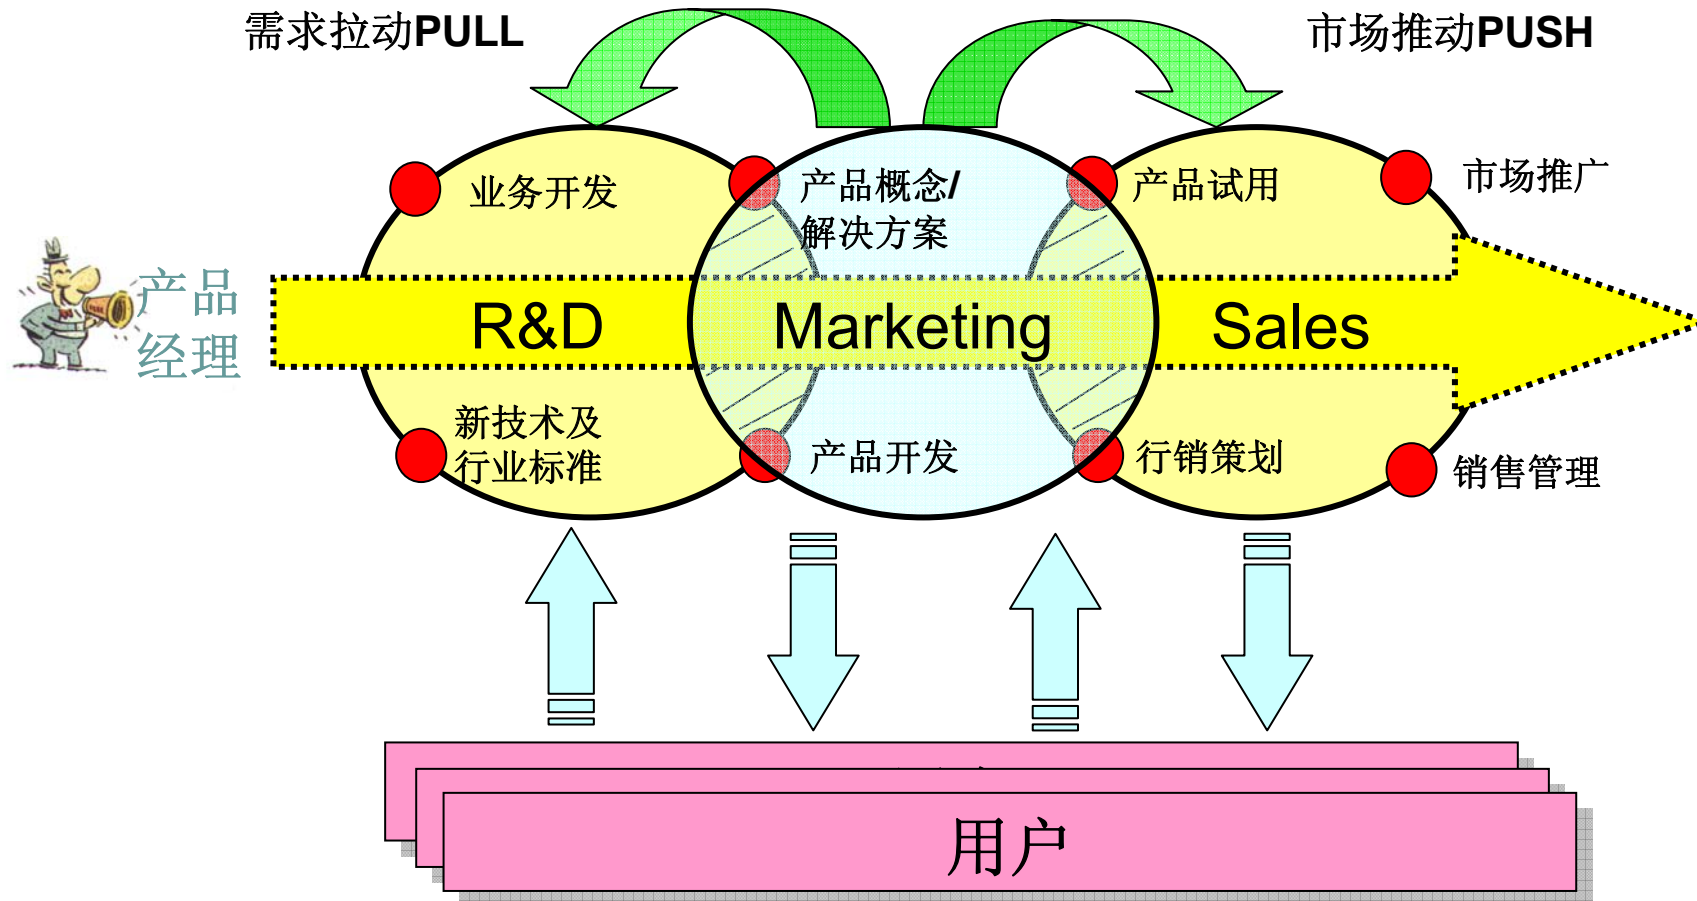 需求拉动PULL
市场推动PUSH
业务开发
产品概念/
解决方案
产品试用
市场推广
产品
经理
R&D
Marketing
Sales
新技术及
行业标准
产品开发
行销策划
销售管理
用户